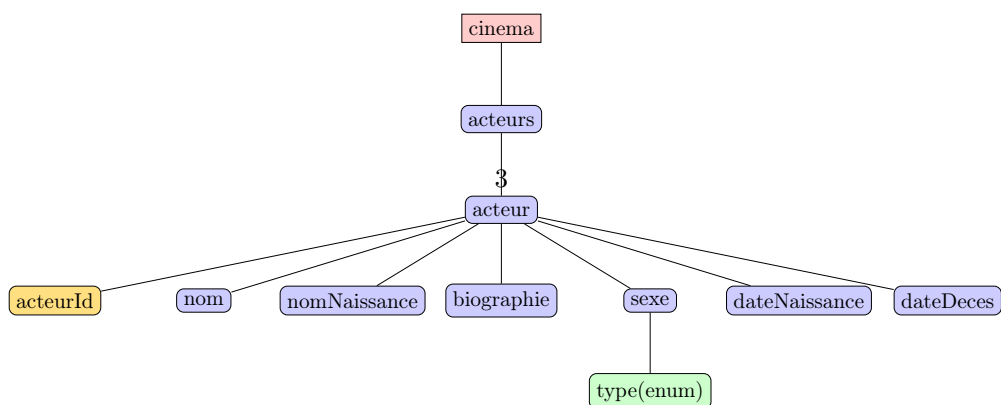 cinema
acteurs
3
acteur
acteurId
nom
nomNaissance
biographie
sexe
dateNaissance
dateDeces
type(enum)